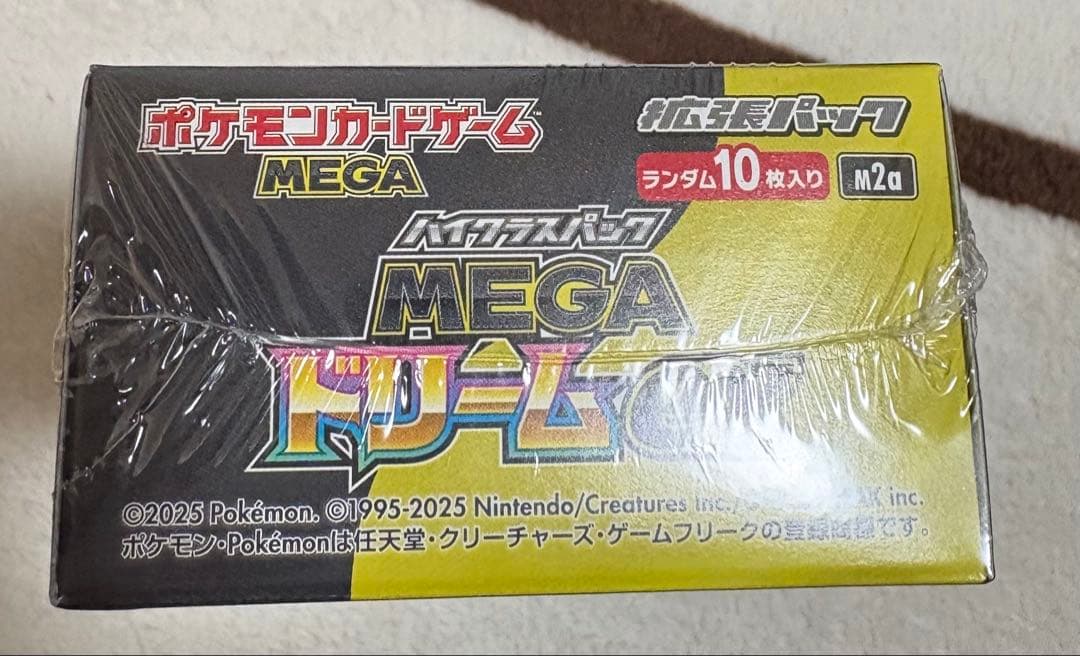 ポケモンカードゲーム™
MEGA
拡張パック
ランダム10枚入り
M2a
ハイクラスパック
MEGA
ドリーム
©2025 Pokémon. ©1995-2025 Nintendo/Creatures Inc./ inc.
ポケモン・Pokémonは任天堂・クリーチャーズ・ゲームフリークの登録商標です。